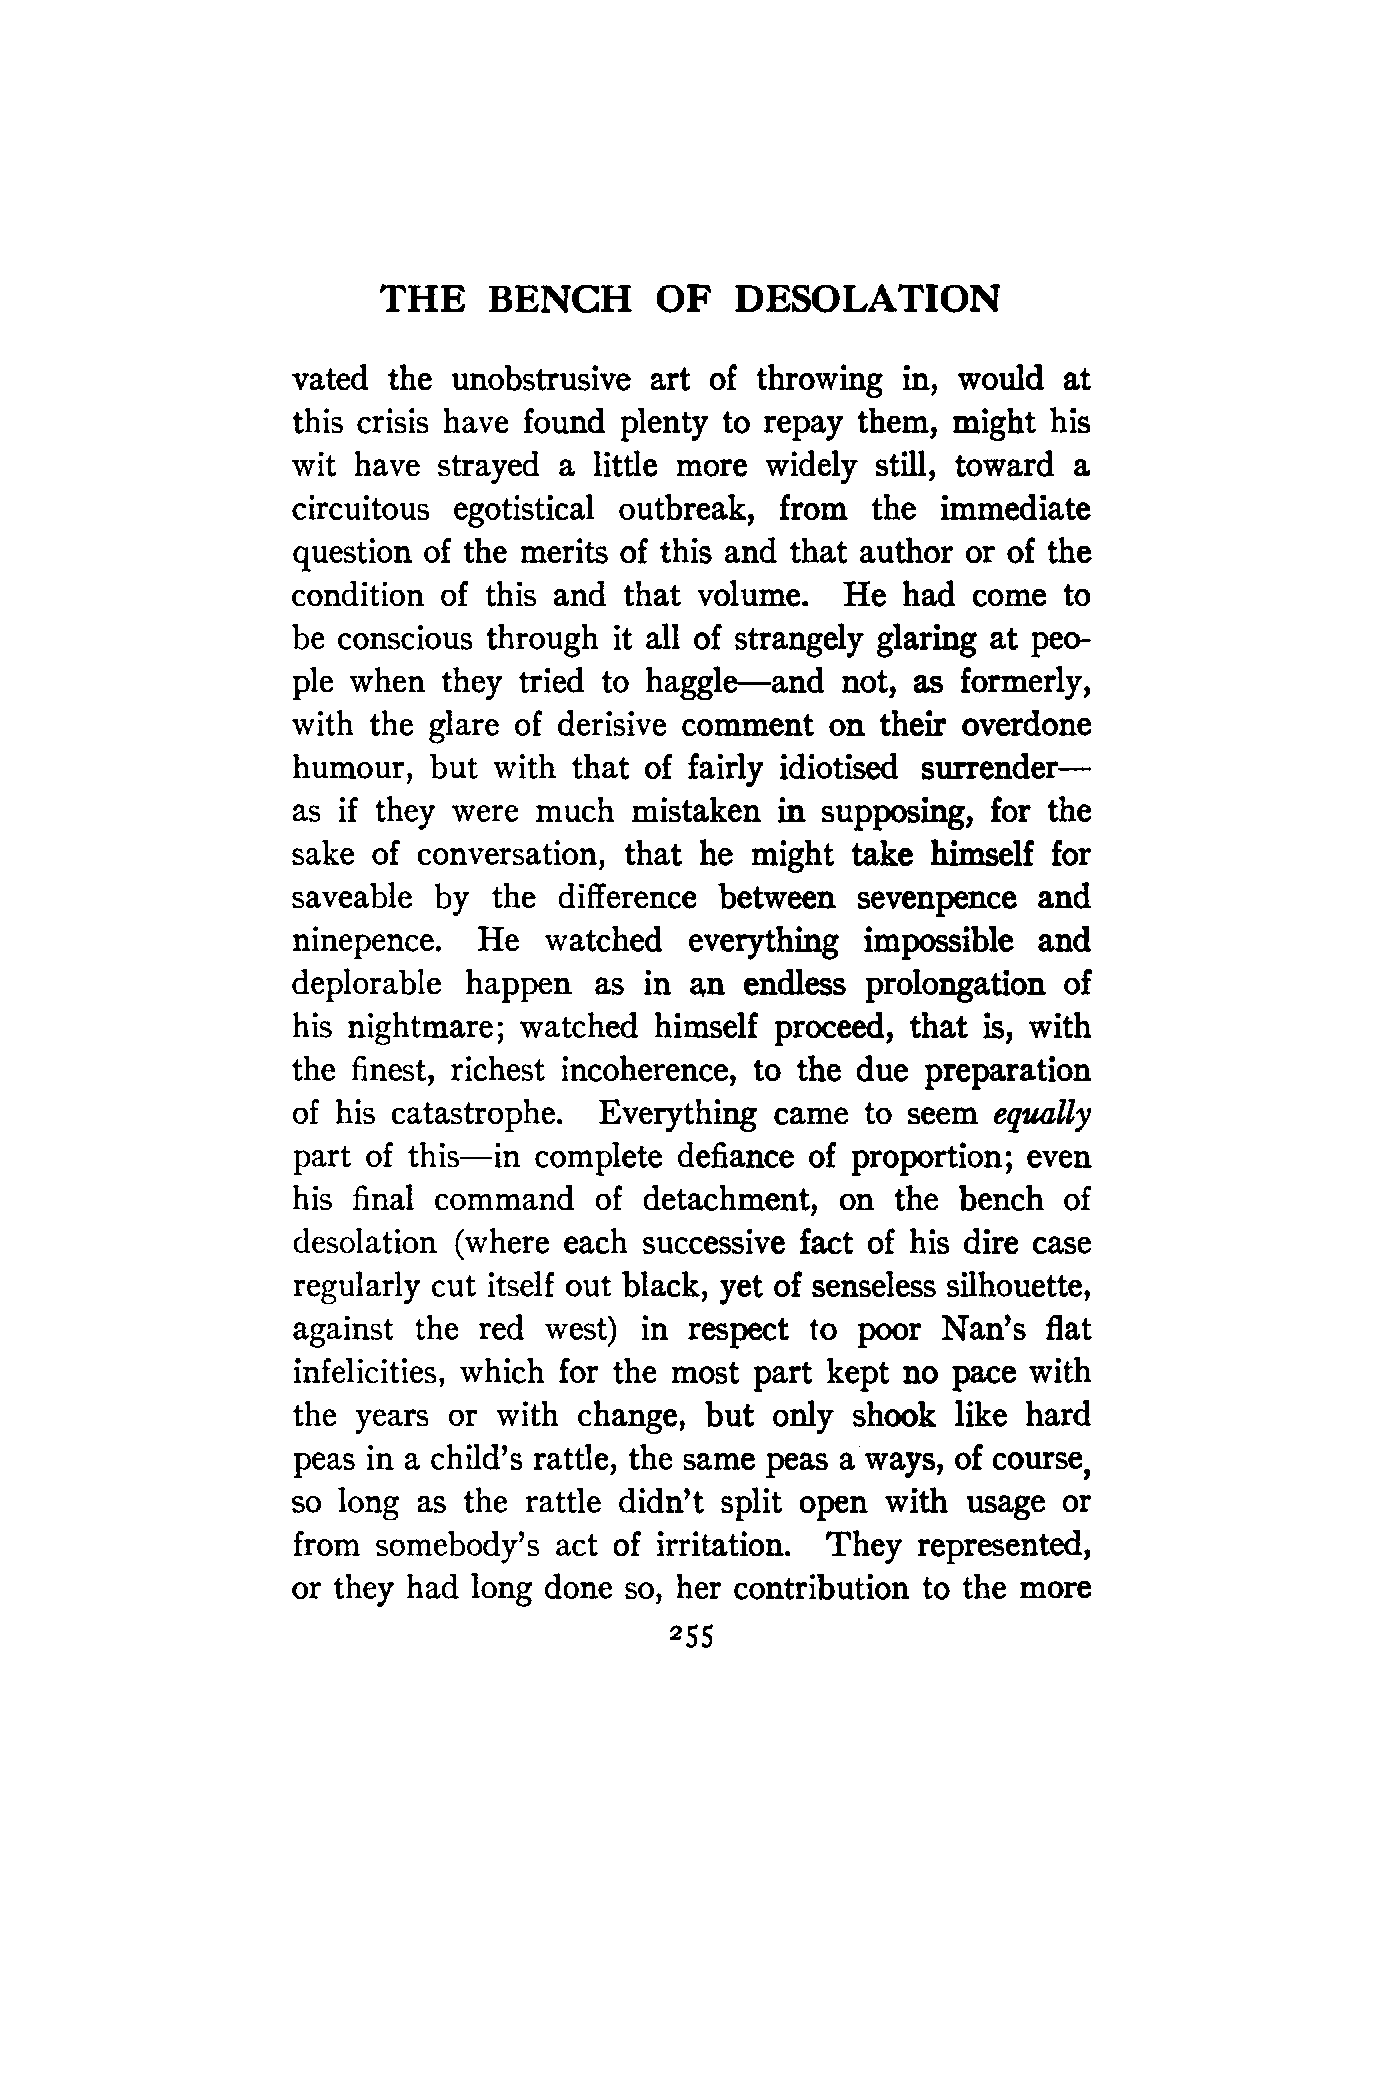 THE BENCH OF DESOLATION
vated the unobstrusive art of throwing in, would at
this crisis have found plenty to repay them, might his
wit have strayed a little more widely still, toward a
circuitous egotistical outbreak, from the immediate
question of the merits of this and that author or of the
condition of this and that volume. He had come to
be conscious through it all of strangely glaring at peo-
ple when they tried to haggle—and not, as formerly,
with the glare of derisive comment on their overdone
humour, but with that of fairly idiotised surrender—
as if they were much mistaken in supposing, for the
sake of conversation, that he might take himself for
saveable by the difference between sevenpence and
ninepence. He watched everything impossible and
deplorable happen as in an endless prolongation of
his nightmare; watched himself proceed, that is, with
the finest, richest incoherence, to the due preparation
of his catastrophe. Everything came to seem equally
part of this—in complete defiance of proportion; even
his final command of detachment, on the bench of
desolation (where each successive fact of his dire case
regularly cut itself out black, yet of senseless silhouette,
against the red west) in respect to poor Nan's flat
infelicities, which for the most part kept no pace with
the years or with change, but only shook like hard
peas in a child's rattle, the same peas a ways, of course,
so long as the rattle didn't split open with usage or
from somebody's act of irritation. They represented,
or they had long done so, her contribution to the more
255